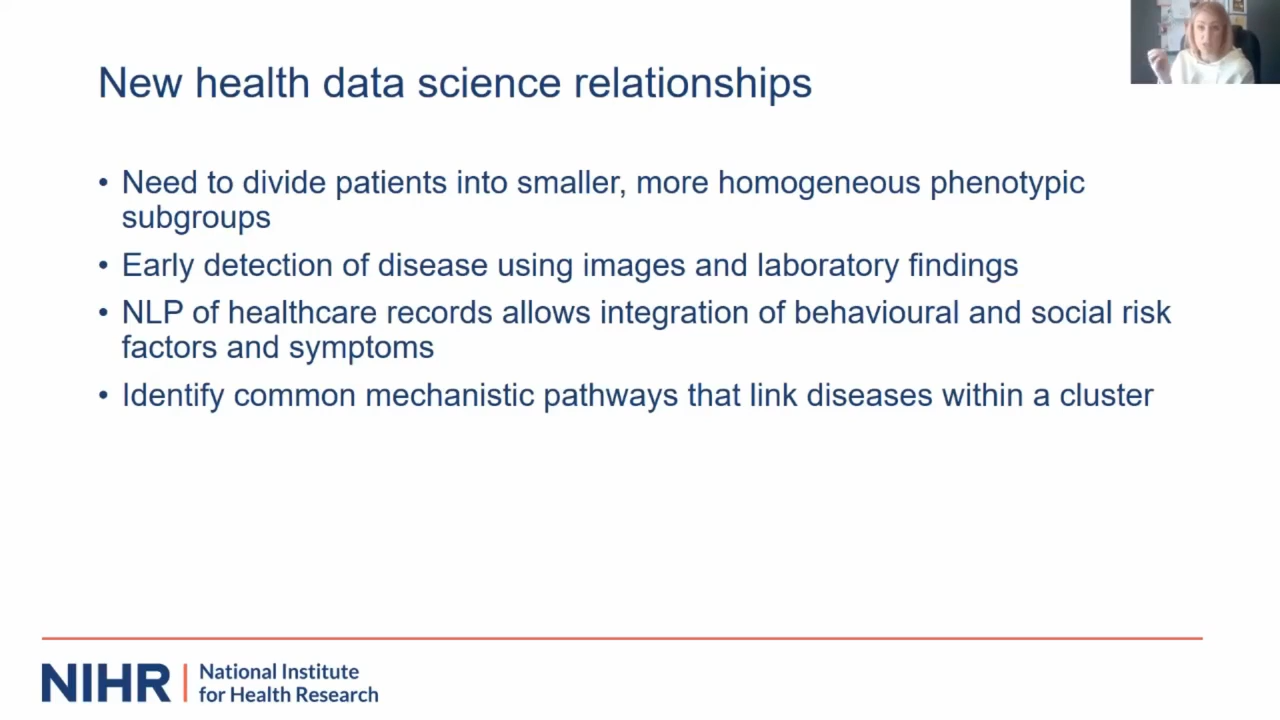 New health data science relationships
• Need to divide patients into smaller, more homogeneous phenotypic
subgroups
• Early detection of disease using images and laboratory findings
• NLP of healthcare records allows integration of behavioural and social risk
factors and symptoms
• Identify common mechanistic pathways that link diseases within a cluster
NIHR | National Institute
for Health Research